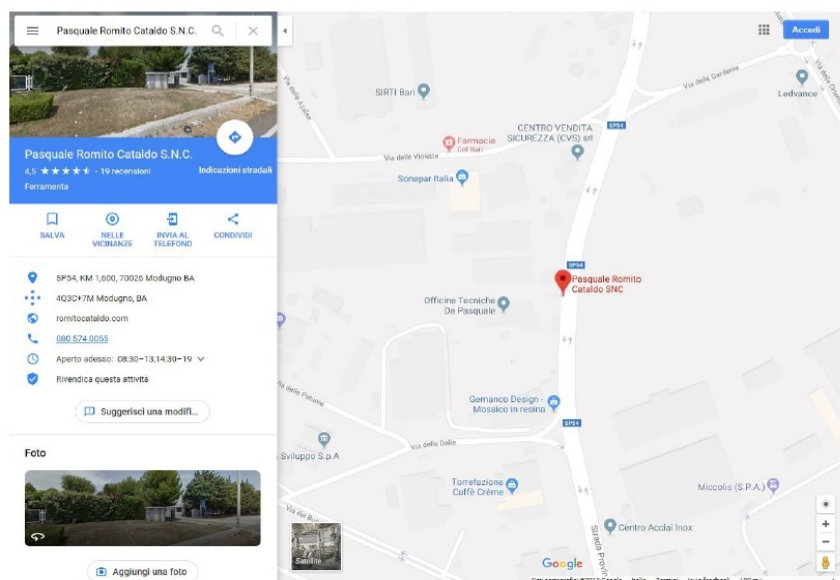 Pasquale Romito Cataldo S.N.C.
Pasquale Romito Cataldo S.N.C.
4,5 ★★★★★ - 19 recensioni
Indicazioni stradali
Ferramenta
SALVA
NELLE
VICINANZE
INVIA AL
TELEFONO
CONDIVIDI
SP54, KM 1,600, 70026 Modugno BA
4Q3C+7M Modugno, BA
romitocataldo.com
080 574 0055
Aperto adesso: 08:30–13,14:30–19
Rivendica questa attività
Suggerisci una modifi...
Foto
Aggiungi una foto
Accedi
Via delle Azalee
SIRTI Bari
Via delle Gardenie
Ledvance
SP54
CENTRO VENDITA
SICUREZZA (CVS) srl
Farmacia
Via delle Violette
Sonepar Italia
SP54
Pasquale Romito
Cataldo SNC
Officine Tecniche
De Pasquale
Via delle Petunie
Gemanco Design -
Mosaico in resina
SP54
Via delle Dalie
Sviluppo S.p.A
Torrefazione
Caffè Crème
Miccolis (S.P.A.)
Centro Acciai Inox
Strada Provin
Satellite
Google